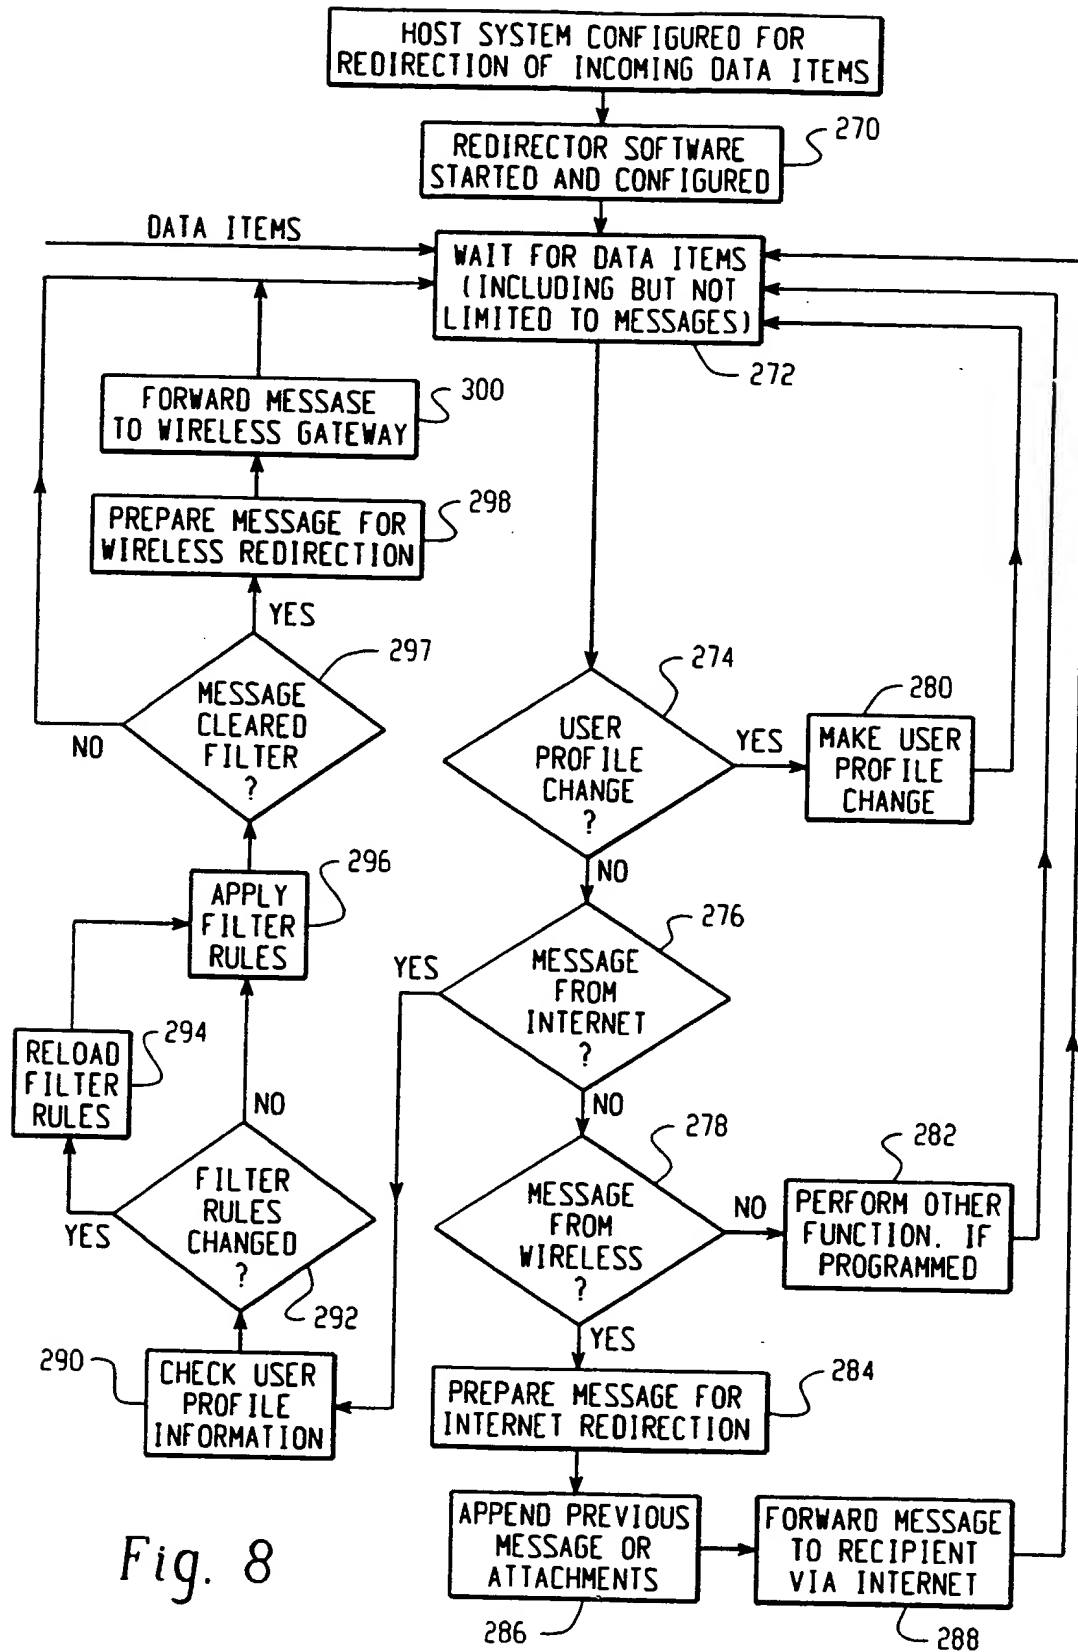 HOST SYSTEM CONFIGURED FOR
REDIRECTION OF INCOMING DATA ITEMS
270
REDIRECTOR SOFTWARE
STARTED AND CONFIGURED
DATA ITEMS
WAIT FOR DATA ITEMS
(INCLUDING BUT NOT
LIMITED TO MESSAGES)
272
300
FORWARD MESSASE
TO WIRELESS GATEWAY
298
PREPARE MESSAGE FOR
WIRELESS REDIRECTION
YES
297
MESSAGE
CLEARED
FILTER
?
NO
274
USER
PROFILE
CHANGE
?
YES
280
MAKE USER
PROFILE
CHANGE
NO
296
APPLY
FILTER
RULES
276
MESSAGE
FROM
INTERNET
?
YES
NO
294
RELOAD
FILTER
RULES
NO
FILTER
RULES
CHANGED
?
YES
292
278
MESSAGE
FROM
WIRELESS
?
NO
282
PERFORM OTHER
FUNCTION. IF
PROGRAMMED
YES
290
CHECK USER
PROFILE
INFORMATION
284
PREPARE MESSAGE FOR
INTERNET REDIRECTION
APPEND PREVIOUS
MESSAGE OR
ATTACHMENTS
286
FORWARD MESSAGE
TO RECIPIENT
VIA INTERNET
288
Fig. 8